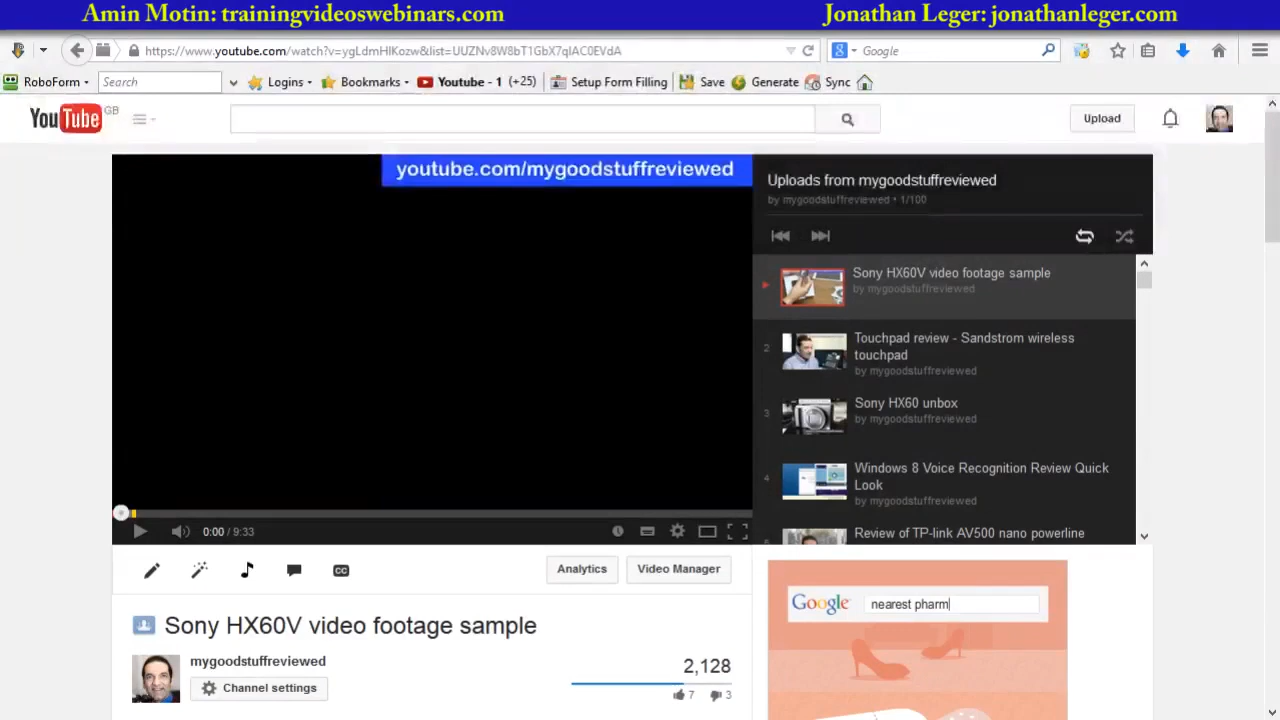 Amin Motin: trainingvideoswebinars.com
Jonathan Leger: jonathanleger.com
https://www.youtube.com/watch?v=ygLdmHIKozw&list=UUZNv8W8bT1GbX7qIAC0EVdA
Google
RoboForm
Search
Logins
Bookmarks
Youtube - 1 (+25)
Setup Form Filling
Save
Generate
Sync
YouTube GB
Upload
youtube.com/mygoodstuffreviewed
Uploads from mygoodstuffreviewed
by mygoodstuffreviewed • 1/100
Sony HX60V video footage sample
by mygoodstuffreviewed
2
Touchpad review - Sandstrom wireless
touchpad
by mygoodstuffreviewed
3
Sony HX60 unbox
by mygoodstuffreviewed
4
Windows 8 Voice Recognition Review Quick
Look
by mygoodstuffreviewed
Review of TP-link AV500 nano powerline
0:00 / 9:33
CC
Analytics
Video Manager
Google
nearest pharm
Sony HX60V video footage sample
mygoodstuffreviewed
2,128
Channel settings
7
3